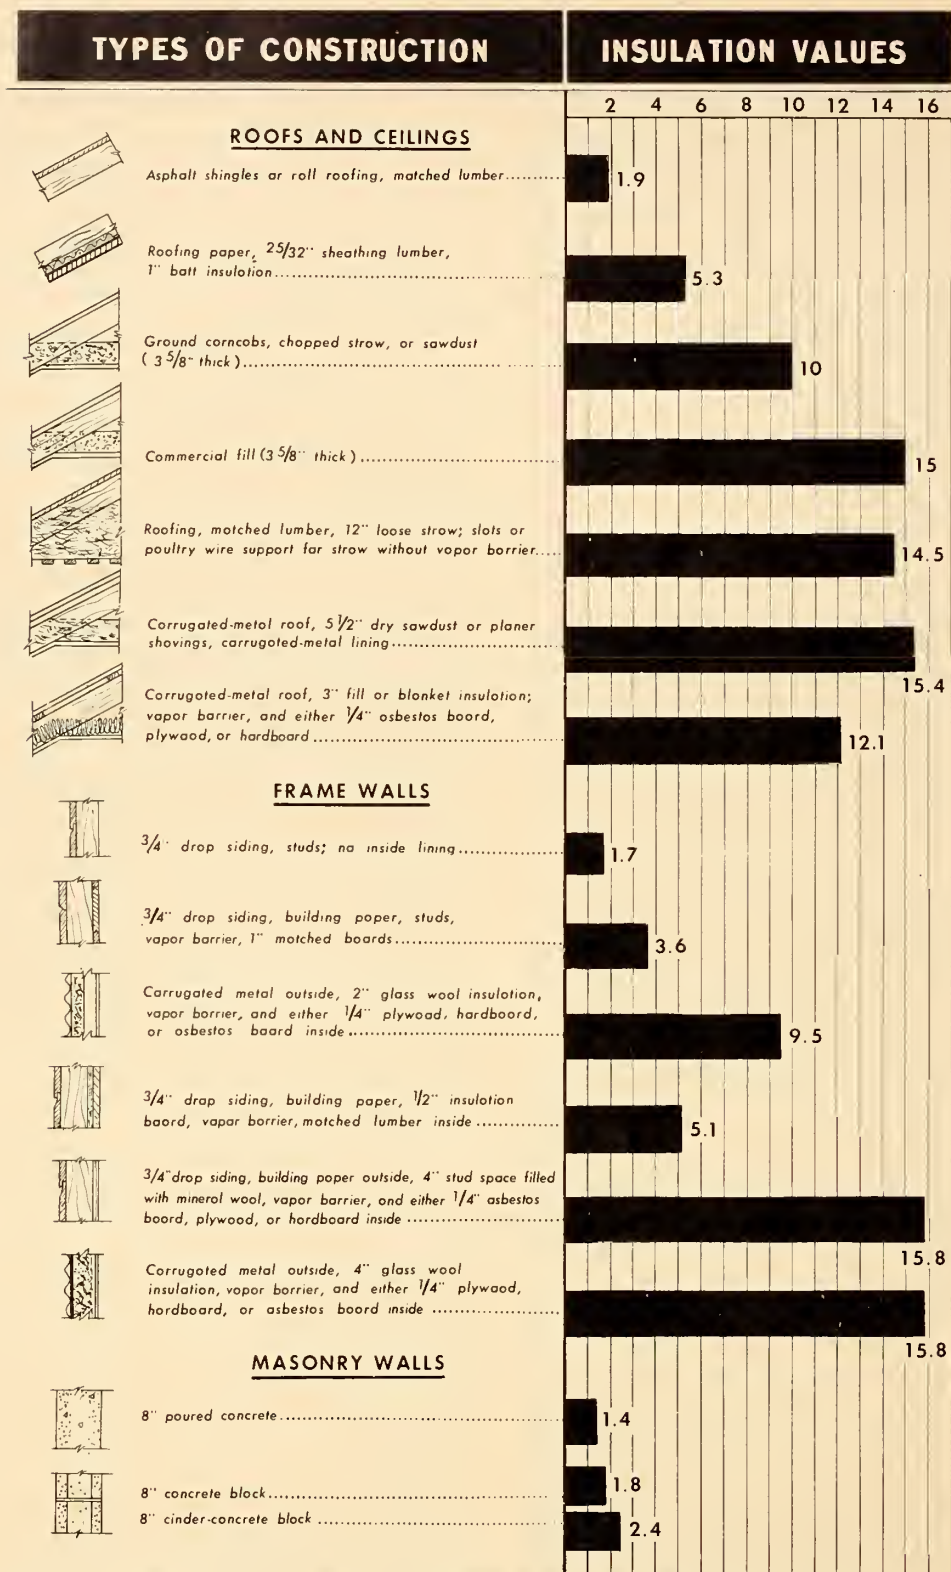 TYPES OF CONSTRUCTION
INSULATION VALUES
2 4 6 8 10 12 14 16
ROOFS AND CEILINGS
Asphalt shingles or roll roofing, matched lumber
1.9
Roofing paper, 25/32" sheathing lumber,
1" batt insulation
5.3
Ground corncobs, chopped straw, or sawdust
(3 5/8" thick)
10
Commercial fill (3 5/8" thick)
15
Roofing, matched lumber, 12" loose straw; slats or
poultry wire support for straw without vapor barrier
14.5
Corrugated-metal roof, 5 1/2" dry sawdust or planer
shavings, corrugated-metal lining
15.4
Corrugated-metal roof, 3" fill or blanket insulation;
vapor barrier, and either 1/4" asbestos board,
plywood, or hardboard
12.1
FRAME WALLS
3/4" drop siding, studs; no inside lining
1.7
3/4" drop siding, building paper, studs,
vapor barrier, 1" matched boards
3.6
Corrugated metal outside, 2" glass wool insulation,
vapor barrier, and either 1/4" plywood, hardboard,
or asbestos board inside
9.5
3/4" drop siding, building paper, 1/2" insulation
board, vapor barrier, matched lumber inside
5.1
3/4" drop siding, building paper outside, 4" stud space filled
with mineral wool, vapor barrier, and either 1/4" asbestos
board, plywood, or hardboard inside
15.8
Corrugated metal outside, 4" glass wool
insulation, vapor barrier, and either 1/4" plywood,
hardboard, or asbestos board inside
15.8
MASONRY WALLS
8" poured concrete
1.4
8" concrete block
1.8
8" cinder-concrete block
2.4